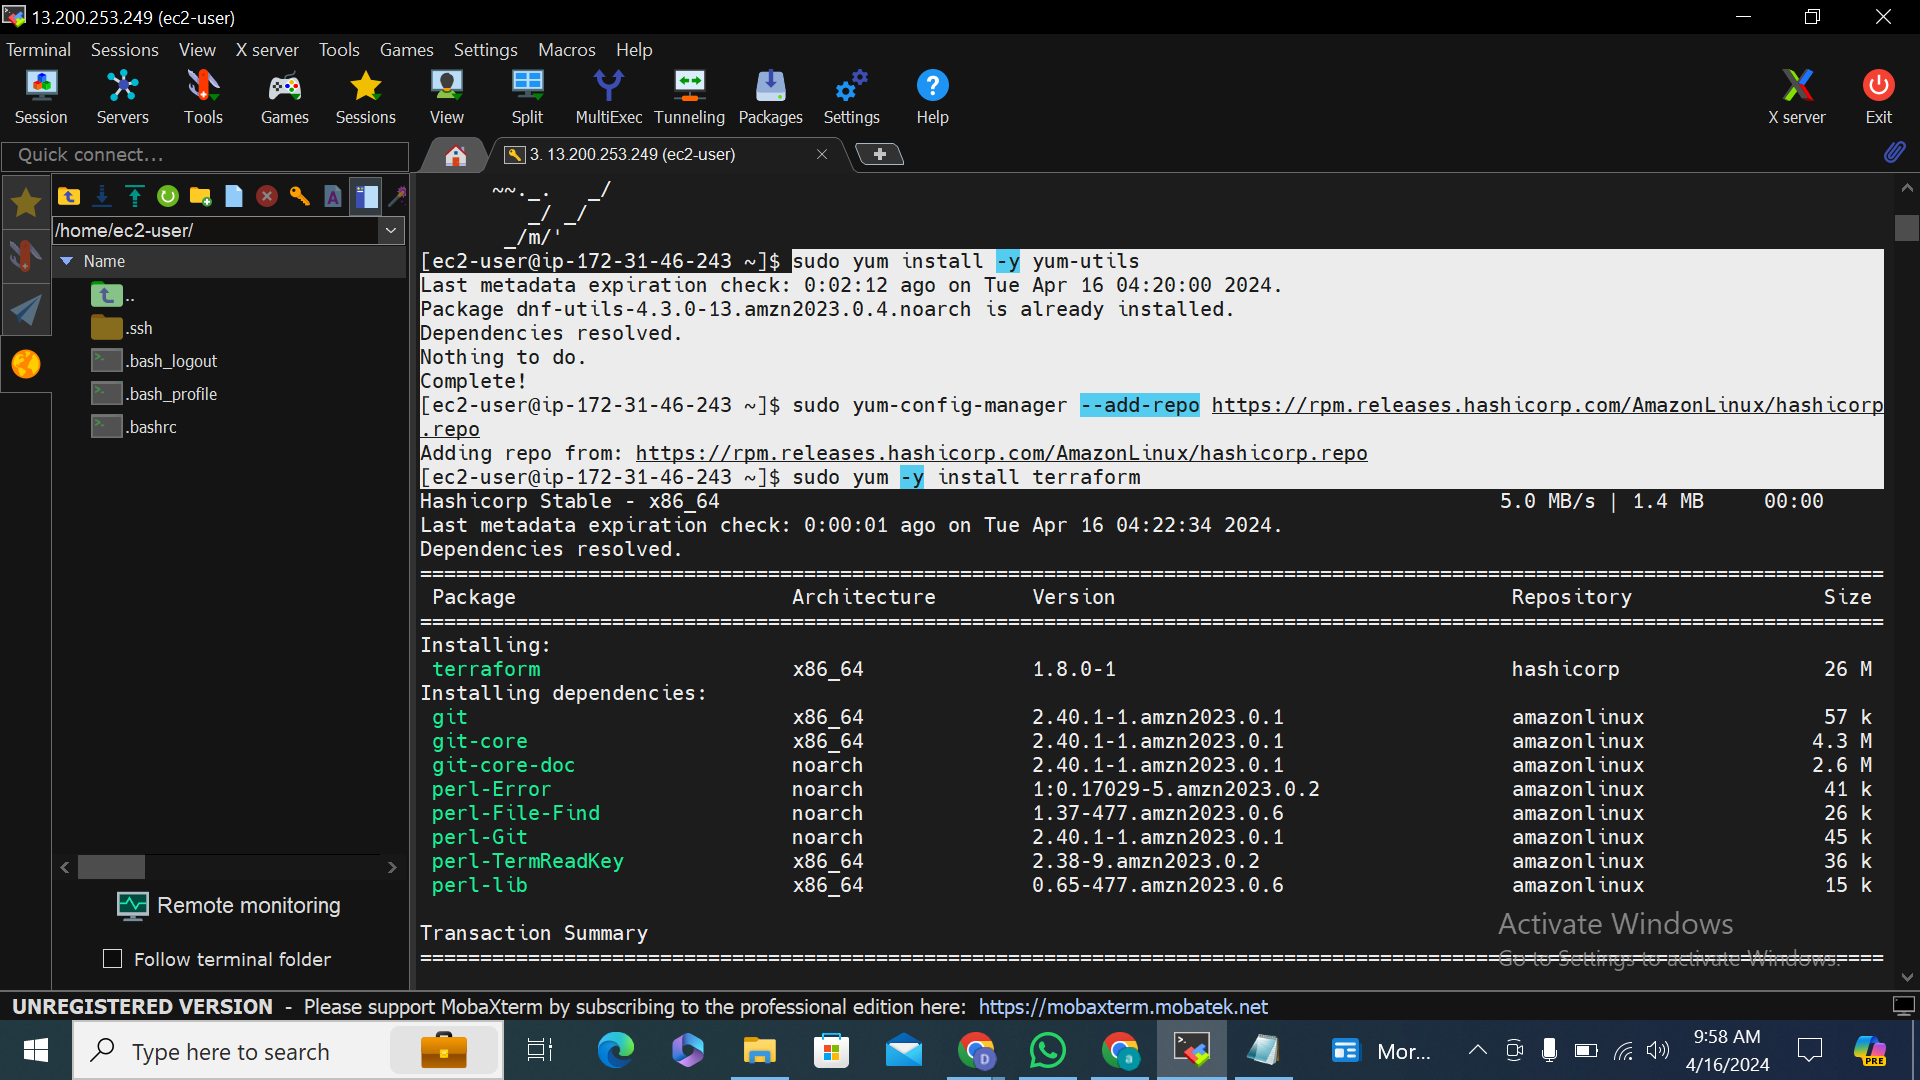 13.200.253.249 (ec2-user)
Terminal Sessions View X server Tools Games Settings Macros Help
Session Servers Tools Games Sessions View Split MultiExec Tunneling Packages Settings Help X server Exit
Quick connect...
3. 13.200.253.249 (ec2-user)
/home/ec2-user/
Name
..
.ssh
.bash_logout
.bash_profile
.bashrc
Remote monitoring
Follow terminal folder
~~._. _/
_/ _/
_/m/'
[ec2-user@ip-172-31-46-243 ~]$ sudo yum install -y yum-utils
Last metadata expiration check: 0:02:12 ago on Tue Apr 16 04:20:00 2024.
Package dnf-utils-4.3.0-13.amzn2023.0.4.noarch is already installed.
Dependencies resolved.
Nothing to do.
Complete!
[ec2-user@ip-172-31-46-243 ~]$ sudo yum-config-manager --add-repo https://rpm.releases.hashicorp.com/AmazonLinux/hashicorp
.repo
Adding repo from: https://rpm.releases.hashicorp.com/AmazonLinux/hashicorp.repo
[ec2-user@ip-172-31-46-243 ~]$ sudo yum -y install terraform
Hashicorp Stable - x86_64 5.0 MB/s | 1.4 MB 00:00
Last metadata expiration check: 0:00:01 ago on Tue Apr 16 04:22:34 2024.
Dependencies resolved.
Package Architecture Version Repository Size
Installing:
terraform x86_64 1.8.0-1 hashicorp 26 M
Installing dependencies:
git x86_64 2.40.1-1.amzn2023.0.1 amazonlinux 57 k
git-core x86_64 2.40.1-1.amzn2023.0.1 amazonlinux 4.3 M
git-core-doc noarch 2.40.1-1.amzn2023.0.1 amazonlinux 2.6 M
perl-Error noarch 1:0.17029-5.amzn2023.0.2 amazonlinux 41 k
perl-File-Find noarch 1.37-477.amzn2023.0.6 amazonlinux 26 k
perl-Git noarch 2.40.1-1.amzn2023.0.1 amazonlinux 45 k
perl-TermReadKey x86_64 2.38-9.amzn2023.0.2 amazonlinux 36 k
perl-lib x86_64 0.65-477.amzn2023.0.6 amazonlinux 15 k
Transaction Summary
Activate Windows
Go to Settings to activate Windows.
UNREGISTERED VERSION - Please support MobaXterm by subscribing to the professional edition here: https://mobaxterm.mobatek.net
Type here to search
Mor...
9:58 AM
4/16/2024
PRE